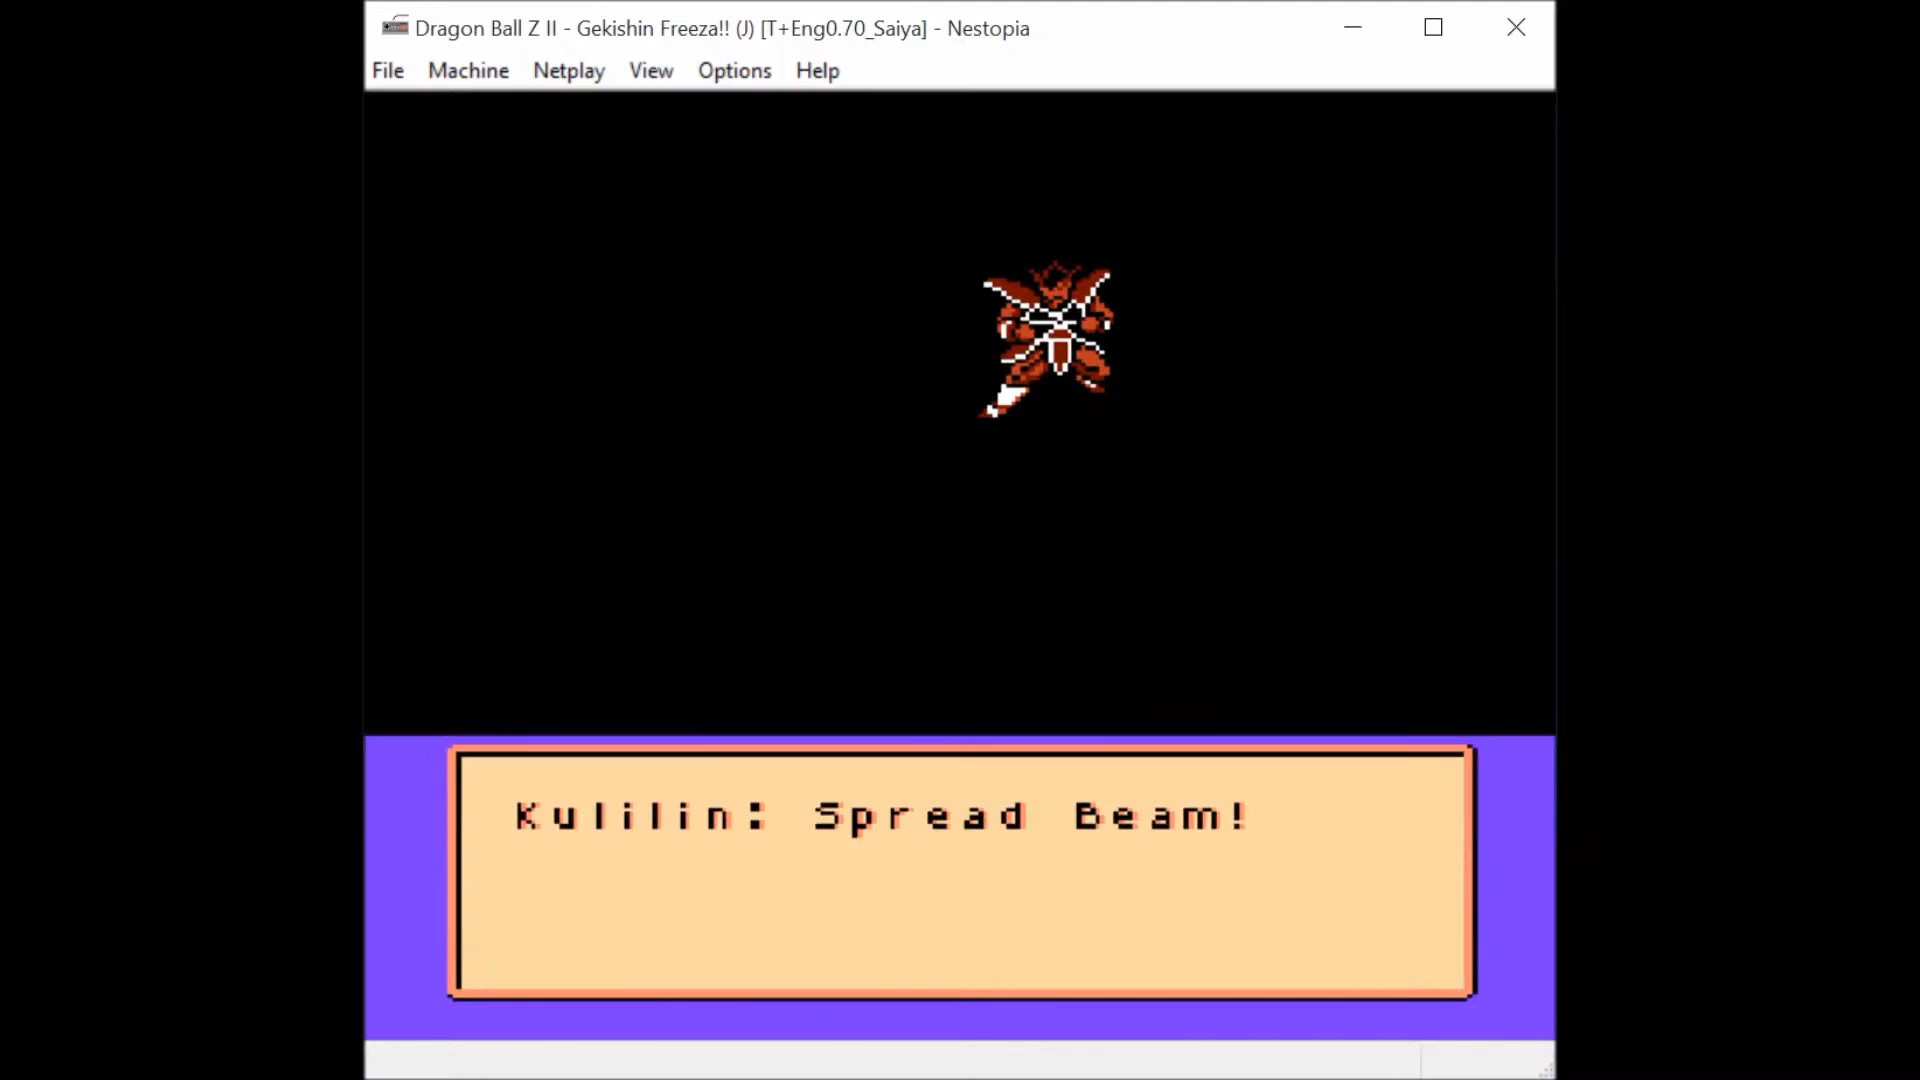 Dragon Ball Z II - Gekishin Freeza!! (J) [T+Eng0.70_Saiya] - Nestopia
File Machine Netplay View Options Help
Kulilin: Spread Beam!